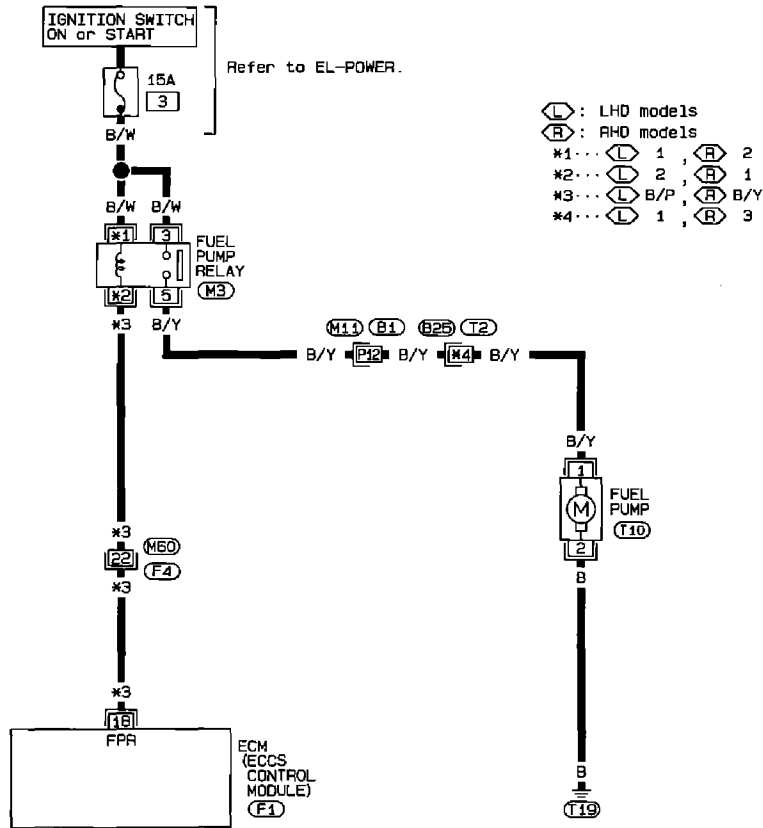 IGNITION SWITCH
ON or START
Refer to EL-POWER.
15A
3
B/W
L : LHD models
R : RHD models
*1··· L 1 , R 2
*2··· L 2 , R 1
*3··· L B/P, R B/Y
*4··· L 1 , R 3
B/W B/W
*1 3
FUEL
PUMP
RELAY
M3
*2 5
*3 B/Y
M11 B1 B25 T2
B/Y P12 B/Y *4 B/Y
B/Y
1
M
FUEL
PUMP
T10
2
B
*3
22
M60
F4
*3
*3
18
FPR
ECM
(ECCS
CONTROL
MODULE)
F1
B
T19